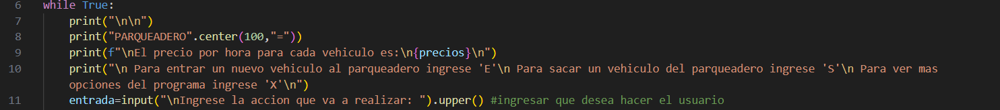 6 while True:
7 print("\n\n")
8 print("PARQUEADERO".center(100,"="))
9 print(f"\nEl precio por hora para cada vehiculo es:\n{precios}\n")
10 print("\n Para entrar un nuevo vehiculo al parqueadero ingrese 'E'\n Para sacar un vehiculo del parqueadero ingrese 'S'\n Para ver mas
opciones del programa ingrese 'X'\n")
11 entrada=input("\nIngrese la accion que va a realizar: ").upper() #ingresar que desea hacer el usuario